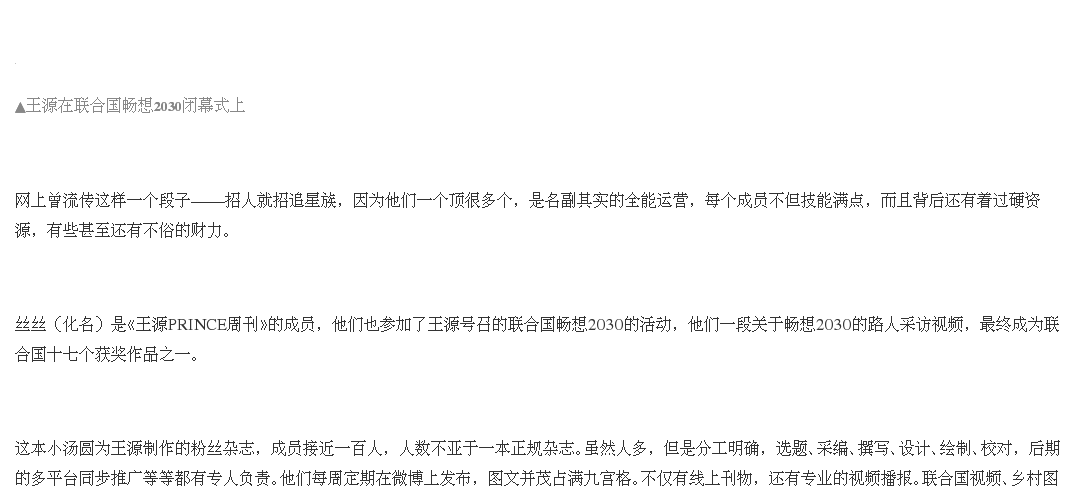 ▲王源在联合国畅想2030闭幕式上
网上曾流传这样一个段子——招人就招追星族，因为他们一个顶很多个，是名副其实的全能运营，每个成员不但技能满点，而且背后还有着过硬资
源，有些甚至还有不俗的财力。
丝丝（化名）是《王源PRINCE周刊》的成员，他们也参加了王源号召的联合国畅想2030的活动，他们一段关于畅想2030的路人采访视频，最终成为联
合国十七个获奖作品之一。
这本小汤圆为王源制作的粉丝杂志，成员接近一百人，人数不亚于一本正规杂志。虽然人多，但是分工明确，选题、采编、撰写、设计、绘制、校对，后期
的多平台同步推广等等都有专人负责。他们每周定期在微博上发布，图文并茂占满九宫格。不仅有线上刊物，还有专业的视频播报。联合国视频、乡村图